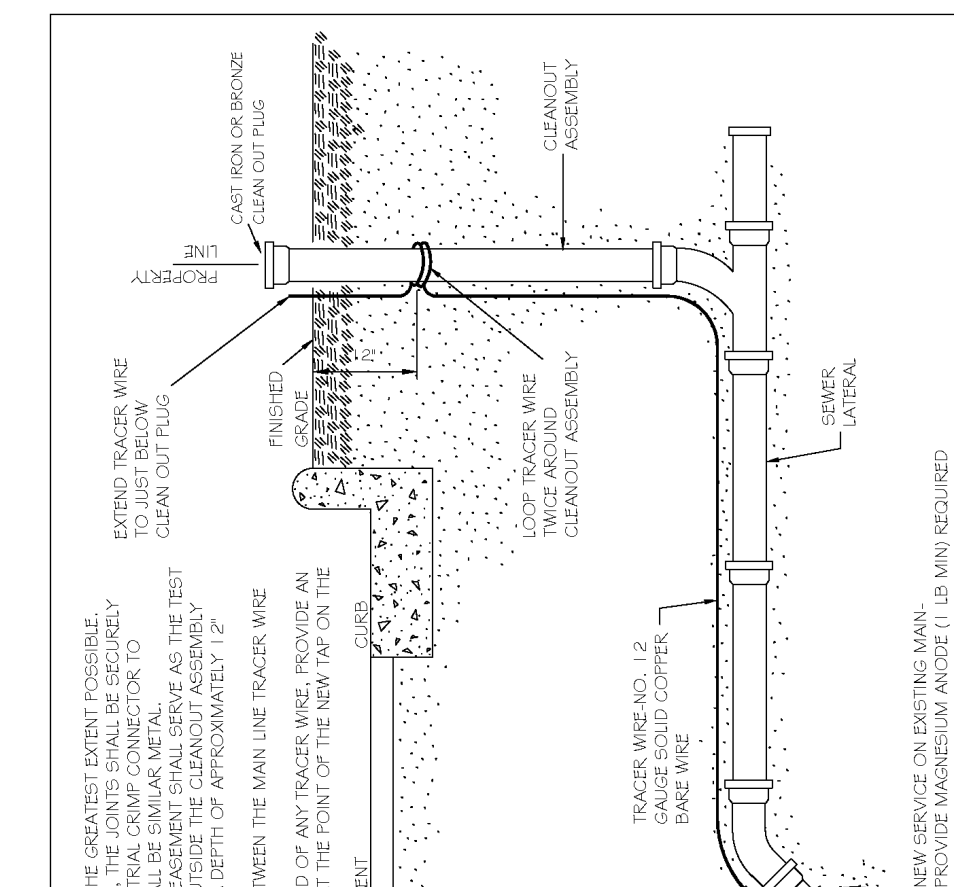 CAST IRON OR BRONZE
CLEAN OUT PLUG
PROPERTY
LINE
CLEANOUT
ASSEMBLY
EXTEND TRACER WIRE
TO JUST BELOW
CLEAN OUT PLUG
FINISHED
GRADE
12"
LOOP TRACER WIRE
TWICE AROUND
CLEANOUT ASSEMBLY
SEWER
LATERAL
HE GREATEST EXTENT POSSIBLE.
, THE JOINTS SHALL BE SECURELY
TRIAL CRIMP CONNECTOR TO
LL BE SIMILAR METAL.
EASEMENT SHALL SERVE AS THE TEST
TSIDE THE CLEANOUT ASSEMBLY
DEPTH OF APPROXIMATELY 12"
TWEEN THE MAIN LINE TRACER WIRE
D OF ANY TRACER WIRE, PROVIDE AN
T THE POINT OF THE NEW TAP ON THE
CURB
ENT
TRACER WIRE-NO. 12
GAUGE SOLID COPPER
BARE WIRE
NEW SERVICE ON EXISTING MAIN-
PROVIDE MAGNESIUM ANODE (1 LB MIN) REQUIRED